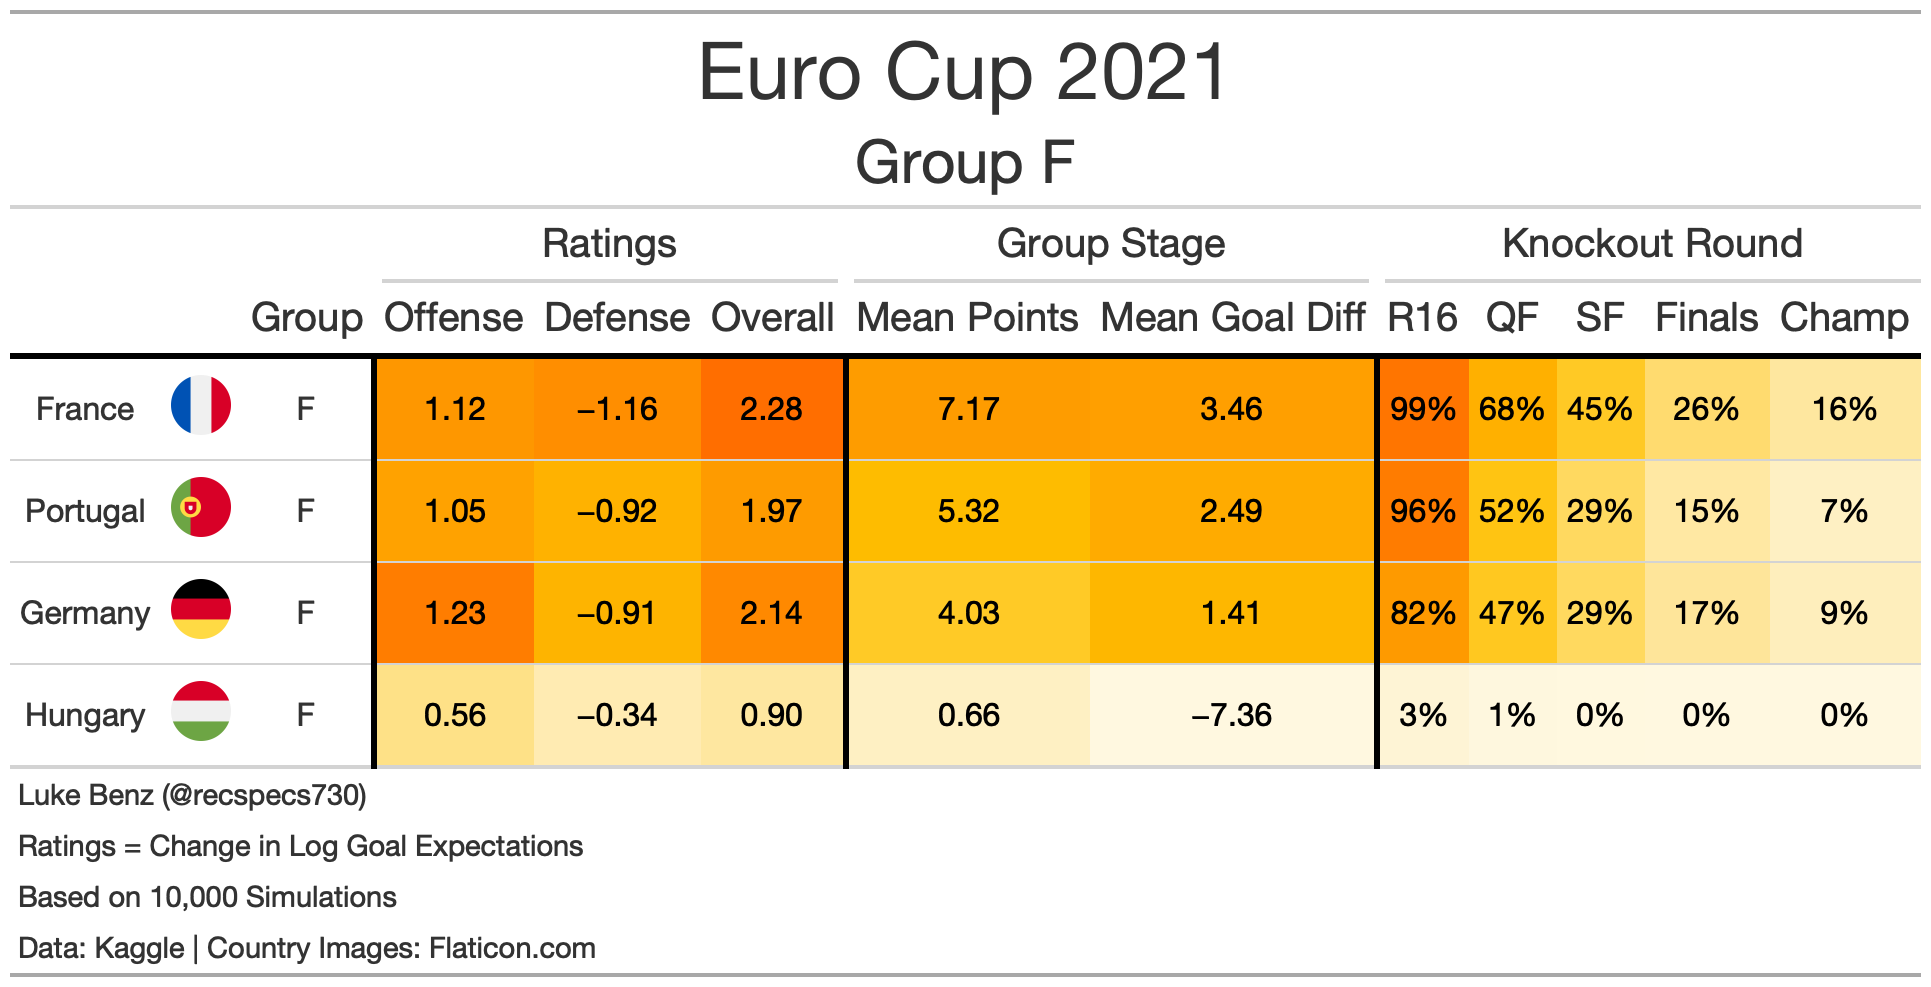 Euro Cup 2021
Group F
Ratings Group Stage Knockout Round
Group Offense Defense Overall Mean Points Mean Goal Diff R16 QF SF Finals Champ
France F 1.12 −1.16 2.28 7.17 3.46 99% 68% 45% 26% 16%
Portugal F 1.05 −0.92 1.97 5.32 2.49 96% 52% 29% 15% 7%
Germany F 1.23 −0.91 2.14 4.03 1.41 82% 47% 29% 17% 9%
Hungary F 0.56 −0.34 0.90 0.66 −7.36 3% 1% 0% 0% 0%
Luke Benz (@recspecs730)
Ratings = Change in Log Goal Expectations
Based on 10,000 Simulations
Data: Kaggle | Country Images: Flaticon.com